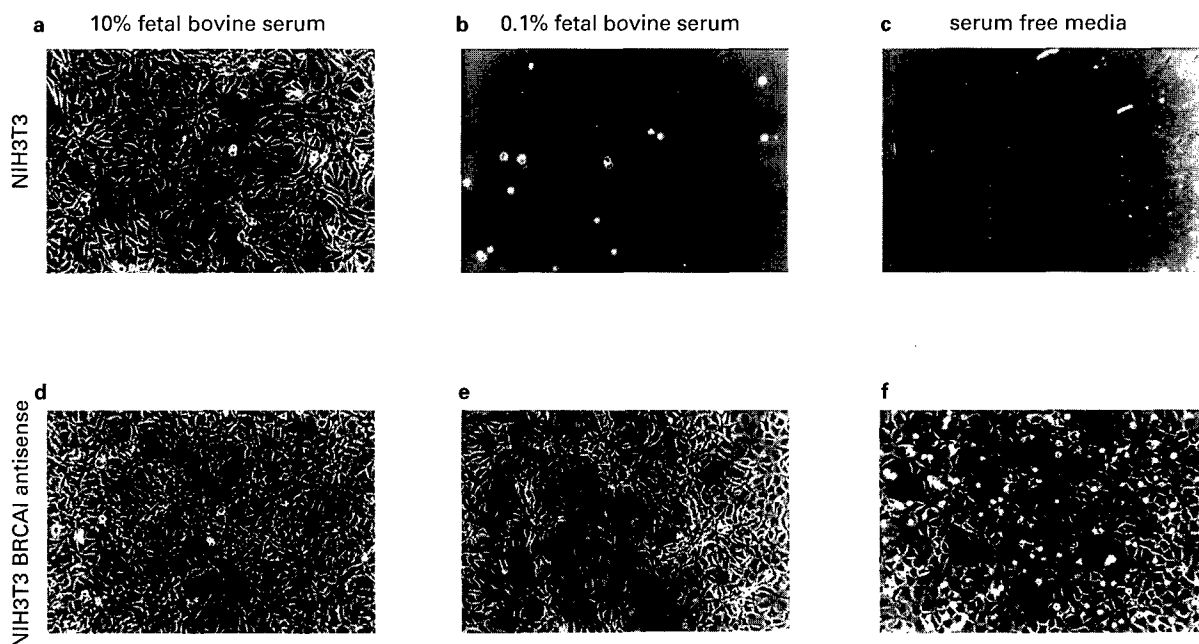 a 10% fetal bovine serum
b 0.1% fetal bovine serum
c serum free media
NIH3T3
d
e
f
NIH3T3 BRCAI antisense